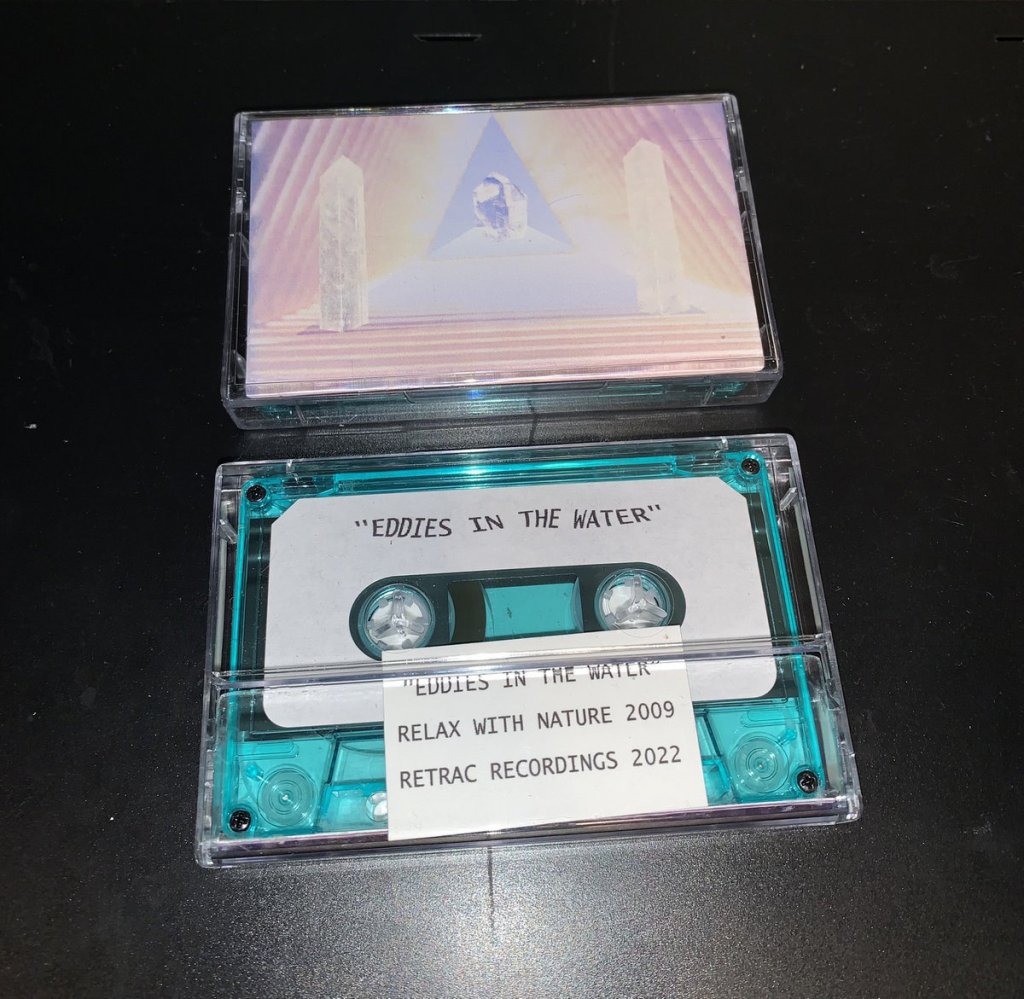 "EDDIES IN THE WATER"
"EDDIES IN THE WATER"
RELAX WITH NATURE 2009
RETRAC RECORDINGS 2022